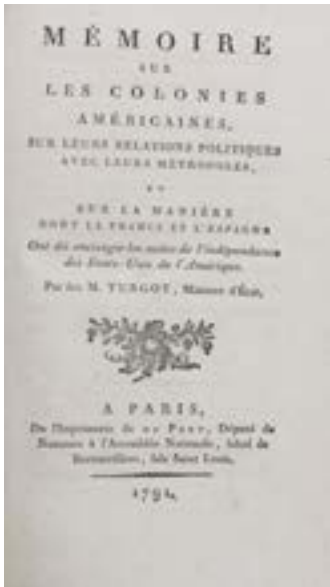 MÉMOIRE
SUR
LES COLONIES
AMÉRICAINES,
SUR LEURS RELATIONS POLITIQUES
AVEC LEURS MÉTROPOLES,
ET
SUR LA MANIÈRE
DONT LA FRANCE ET L'ESPAGNE
Ont dû envisager les suites de l'indépendance
des Etats-Unis de l'Amérique.
Par feu M. TURGOT, Ministre d'État,
A PARIS,
De l'Imprimerie de DU PONT, Député de
Nemours à l'Assemblée Nationale, hôtel de
Bretonvilliers, Isle Saint Louis.
1791.